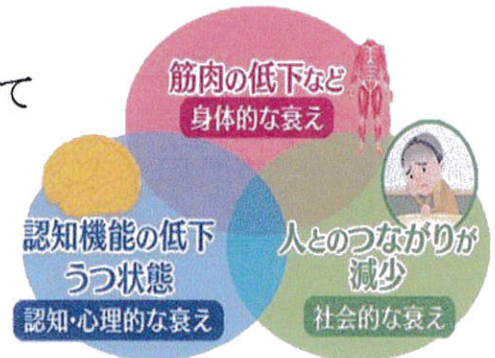 て
筋肉の低下など
身体的な衰え
認知機能の低下
うつ状態
認知・心理的な衰え
人とのつながりが
減少
社会的な衰え